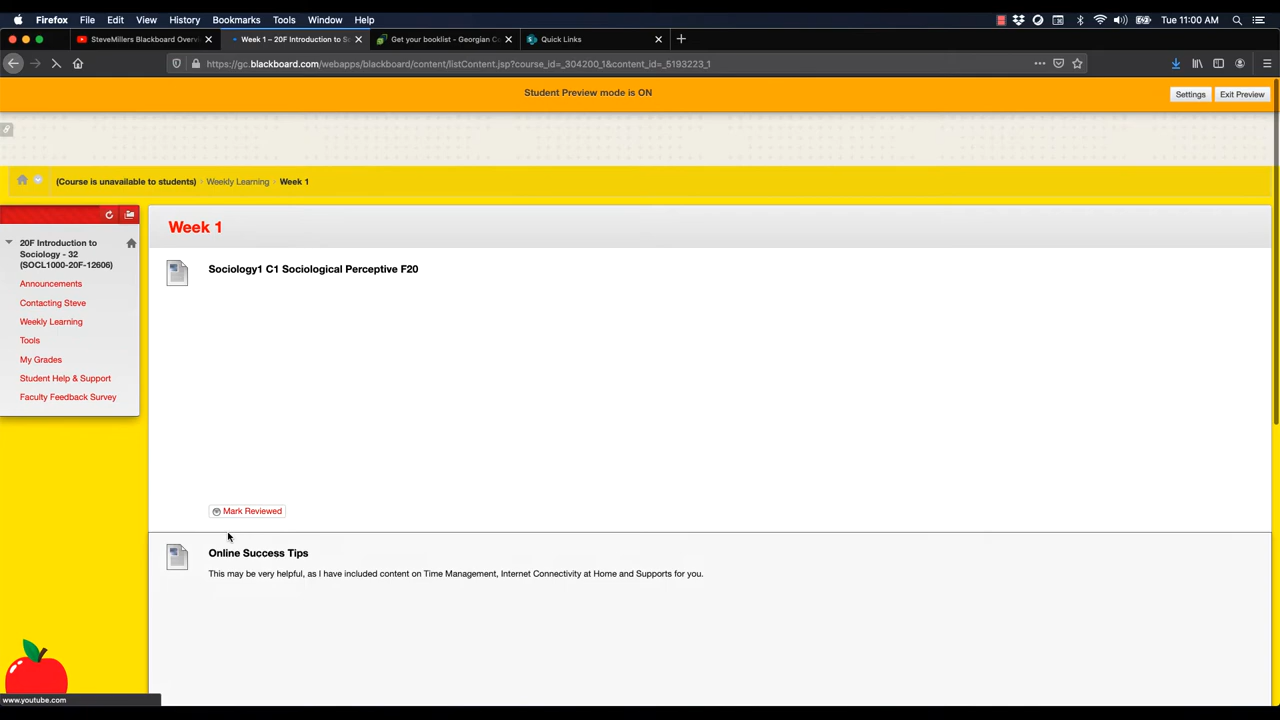 Firefox File Edit View History Bookmarks Tools Window Help Tue 11:00 AM
SteveMillers Blackboard Overv Week 1 – 20F Introduction to S Get your booklist - Georgian C Quick Links
https://gc.blackboard.com/webapps/blackboard/content/listContent.jsp?course_id=_304200_1&content_id=_5193223_1
Student Preview mode is ON Settings Exit Preview
(Course is unavailable to students) Weekly Learning Week 1
Week 1
20F Introduction to
Sociology - 32
(SOCL1000-20F-12606)
Announcements
Contacting Steve
Weekly Learning
Tools
My Grades
Student Help & Support
Faculty Feedback Survey
Sociology1 C1 Sociological Perceptive F20
Mark Reviewed
Online Success Tips
This may be very helpful, as I have included content on Time Management, Internet Connectivity at Home and Supports for you.
www.youtube.com